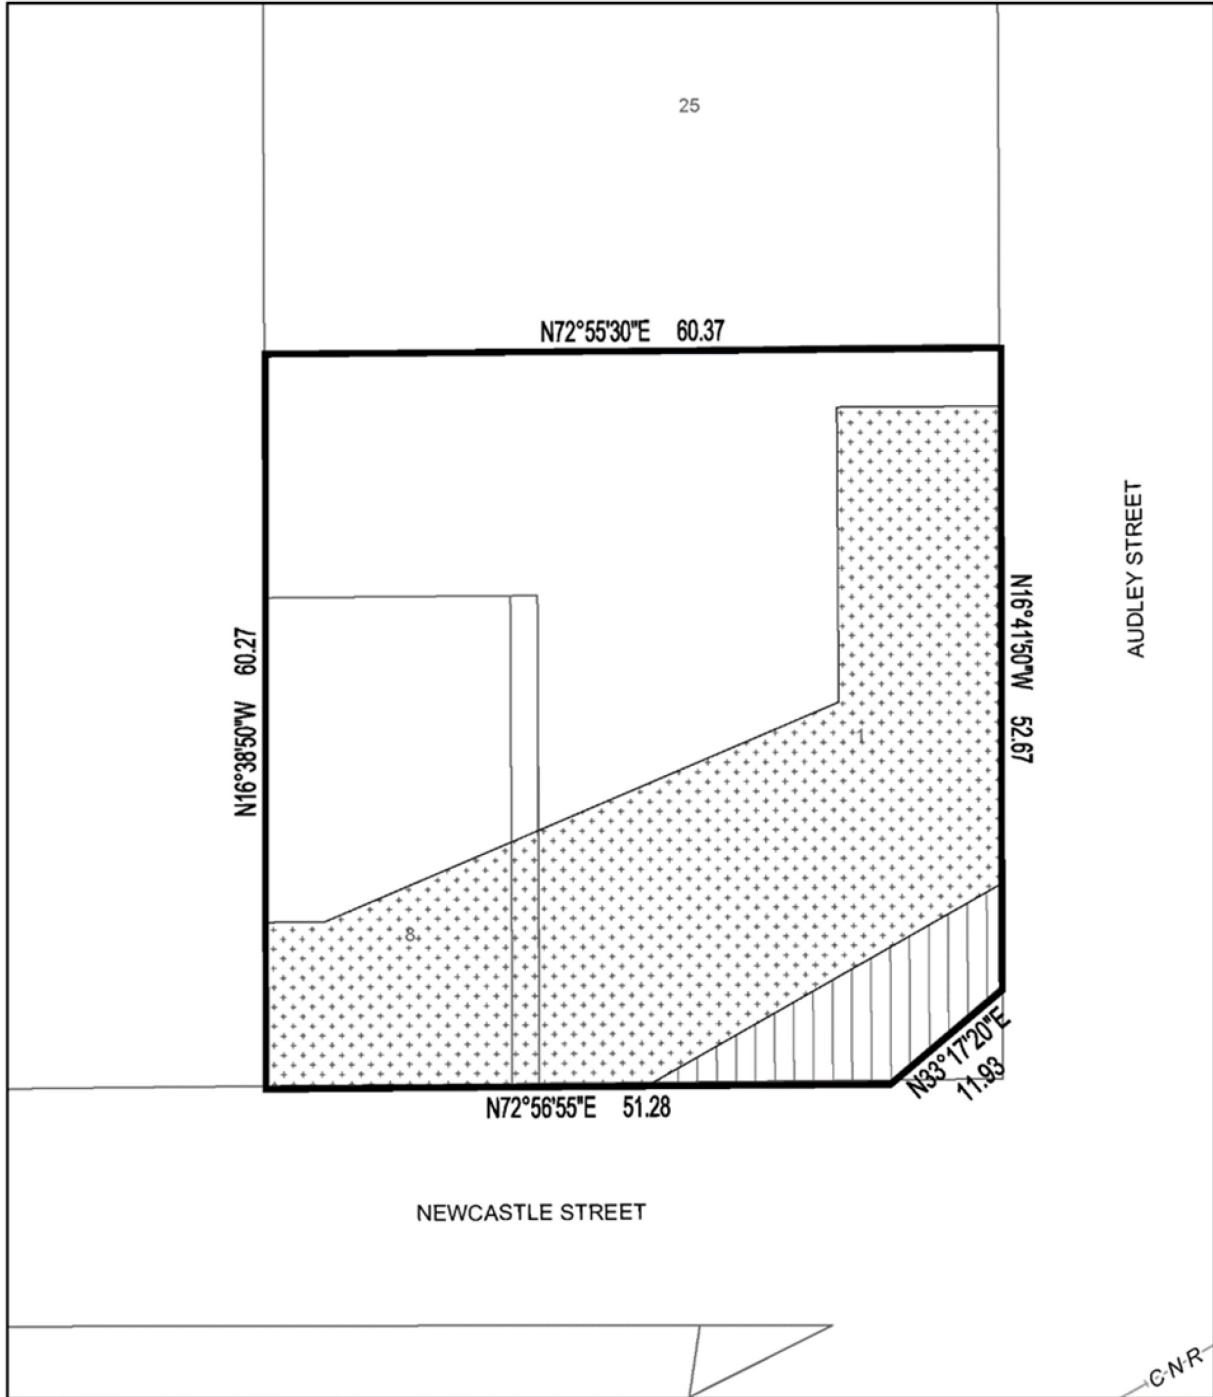 25
N72°55'30"E 60.37
AUDLEY STREET
N16°41'50"W 52.67
N16°38'50"W 60.27
1
8
N33°17'20"E
11.93
N72°56'55"E 51.28
NEWCASTLE STREET
C-N-R